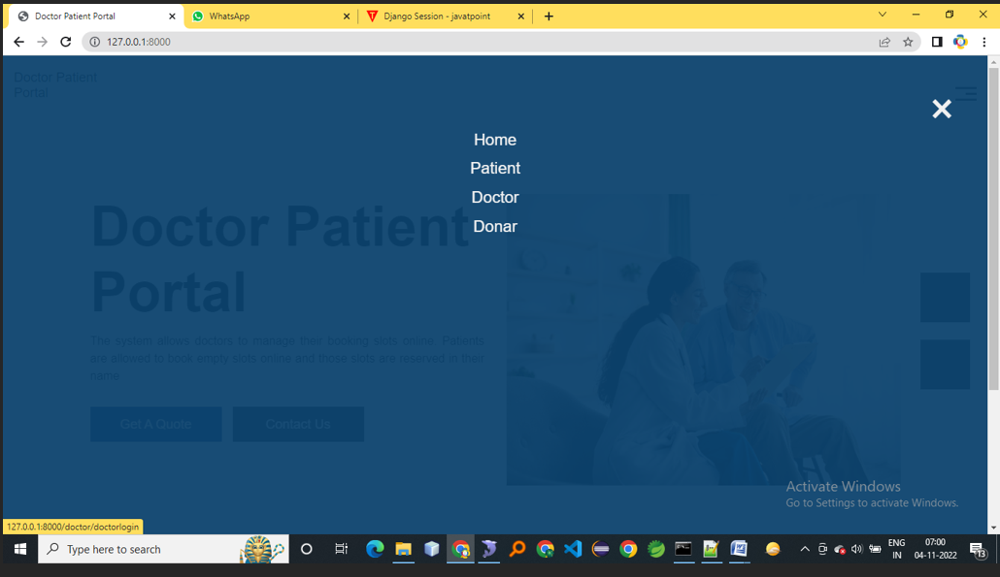 Doctor Patient Portal
WhatsApp
Django Session - javatpoint
127.0.0.1:8000
Doctor Patient
Portal
Home
Patient
Doctor
Donar
Doctor Patient
Portal
The system allows doctors to manage their booking slots online. Patients
are allowed to book empty slots online and those slots are reserved in their
name.
Get A Quote
Contact Us
Activate Windows
Go to Settings to activate Windows.
127.0.0.1:8000/doctor/doctorlogin
Type here to search
ENG
IN
07:00
04-11-2022
13